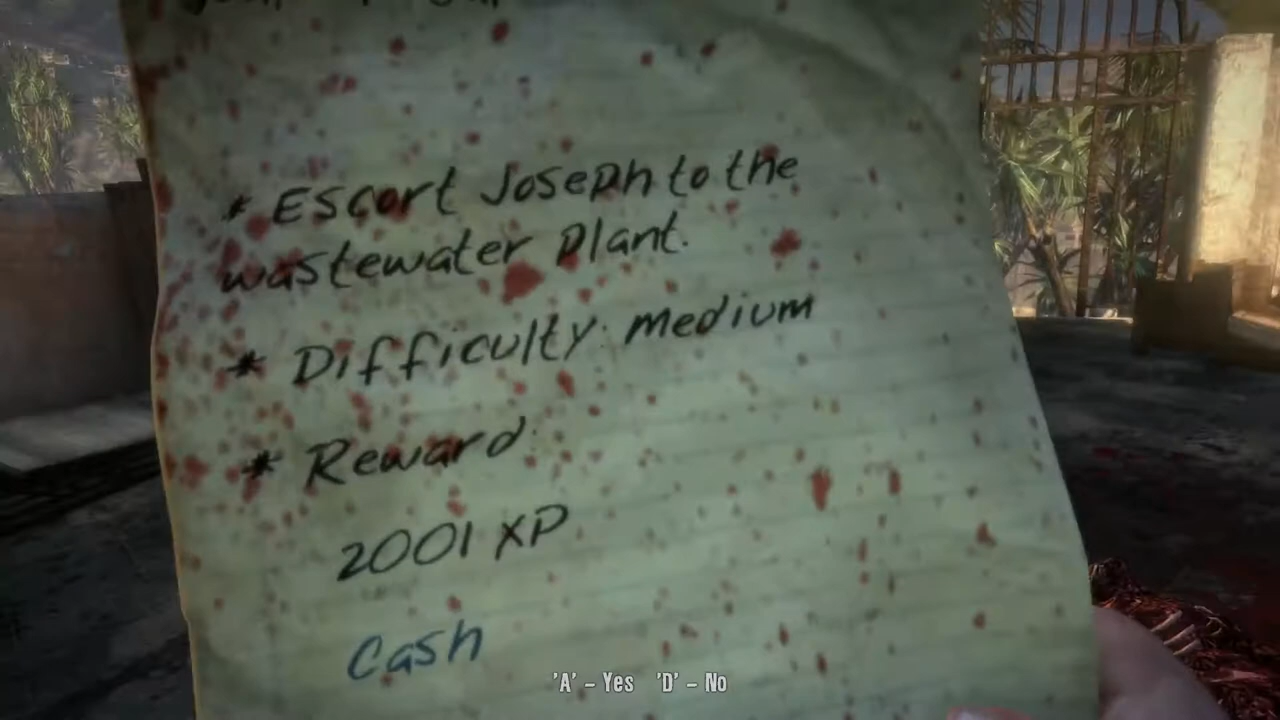 * Escort Joseph to the
wastewater plant.
* Difficulty: medium
* Reward:
2001 XP
Cash
'A' – Yes 'D' – No